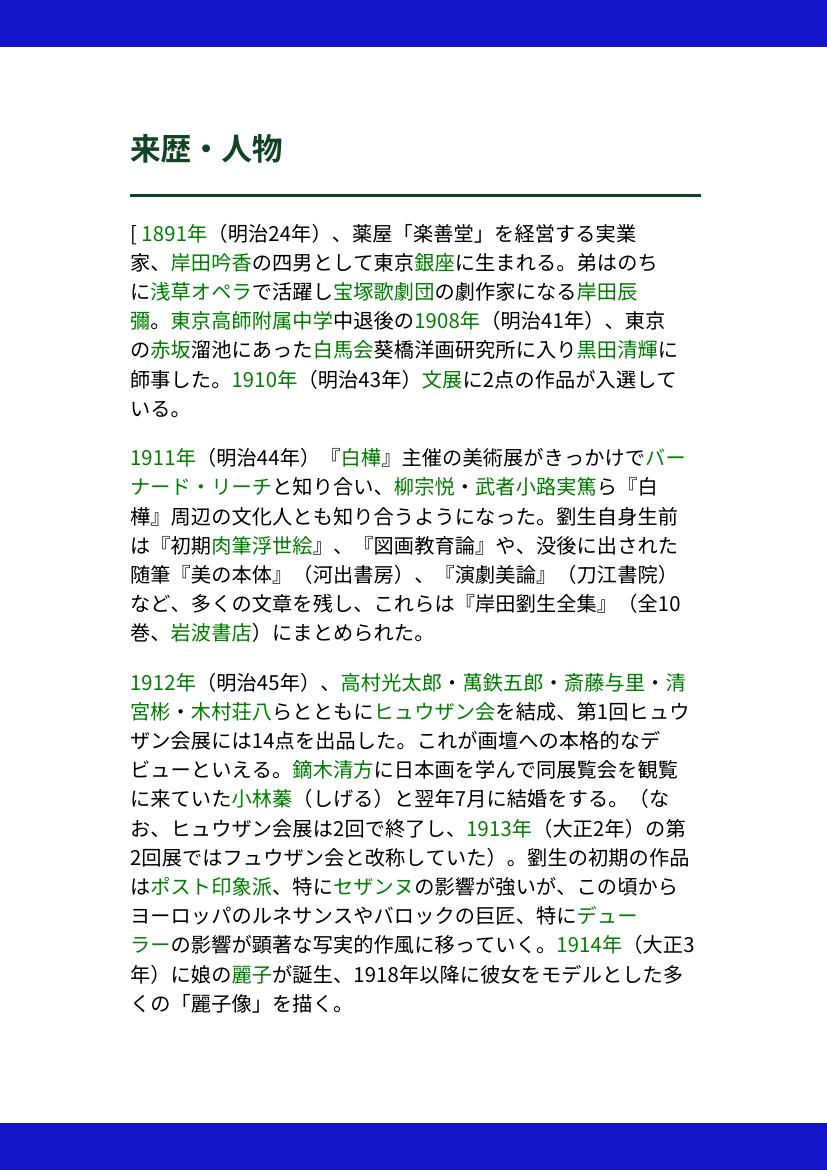 来歴・人物
[ 1891年（明治24年）、薬屋「楽善堂」を経営する実業
家、岸田吟香の四男として東京銀座に生まれる。弟はのち
に浅草オペラで活躍し宝塚歌劇団の劇作家になる岸田辰
彌。東京高師附属中学中退後の1908年（明治41年）、東京
の赤坂溜池にあった白馬会葵橋洋画研究所に入り黒田清輝に
師事した。1910年（明治43年）文展に2点の作品が入選して
いる。
1911年（明治44年）『白樺』主催の美術展がきっかけでバー
ナード・リーチと知り合い、柳宗悦・武者小路実篤ら『白
樺』周辺の文化人とも知り合うようになった。劉生自身生前
は『初期肉筆浮世絵』、『図画教育論』や、没後に出された
随筆『美の本体』（河出書房）、『演劇美論』（刀江書院）
など、多くの文章を残し、これらは『岸田劉生全集』（全10
巻、岩波書店）にまとめられた。
1912年（明治45年）、高村光太郎・萬鉄五郎・斎藤与里・清
宮彬・木村荘八らとともにヒュウザン会を結成、第1回ヒュウ
ザン会展には14点を出品した。これが画壇への本格的なデ
ビューといえる。鏑木清方に日本画を学んで同展覧会を観覧
に来ていた小林蓁（しげる）と翌年7月に結婚をする。（な
お、ヒュウザン会展は2回で終了し、1913年（大正2年）の第
2回展ではフュウザン会と改称していた）。劉生の初期の作品
はポスト印象派、特にセザンヌの影響が強いが、この頃から
ヨーロッパのルネサンスやバロックの巨匠、特にデュー
ラーの影響が顕著な写実的作風に移っていく。1914年（大正3
年）に娘の麗子が誕生、1918年以降に彼女をモデルとした多
くの「麗子像」を描く。